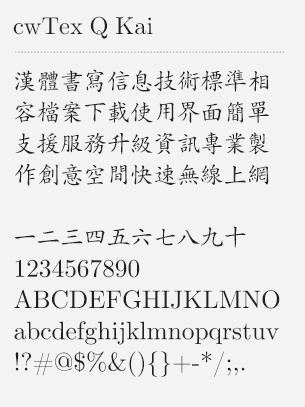 cwTex Q Kai
漢體書寫信息技術標準相
容檔案下載使用界面簡單
支援服務升級資訊專業製
作創意空間快速無線上網
一二三四五六七八九十
1234567890
ABCDEFGHIJKLMNO
abcdefghijklmnopqrstuv
!?#@$%&(){}+-*/;,.